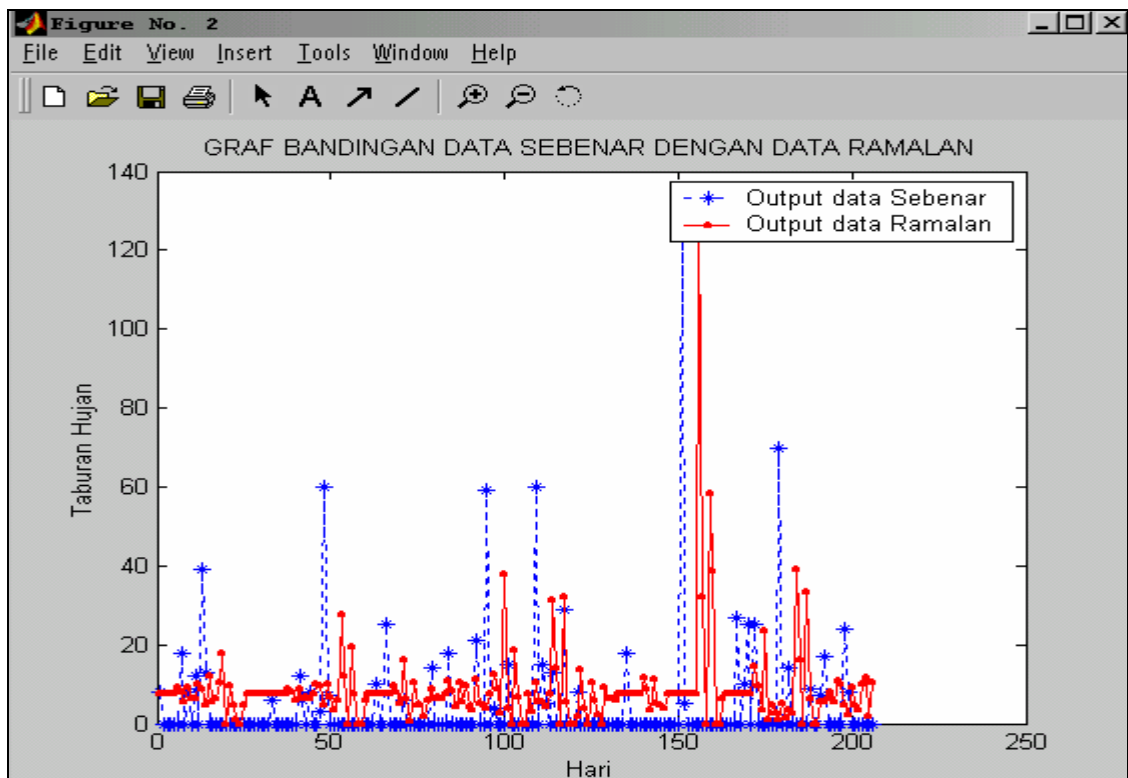 Figure No. 2
File Edit View Insert Tools Window Help
A
GRAF BANDINGAN DATA SEBENAR DENGAN DATA RAMALAN
140
120
100
80
60
40
20
0
Taburan Hujan
Output data Sebenar
Output data Ramalan
0 50 100 150 200 250
Hari